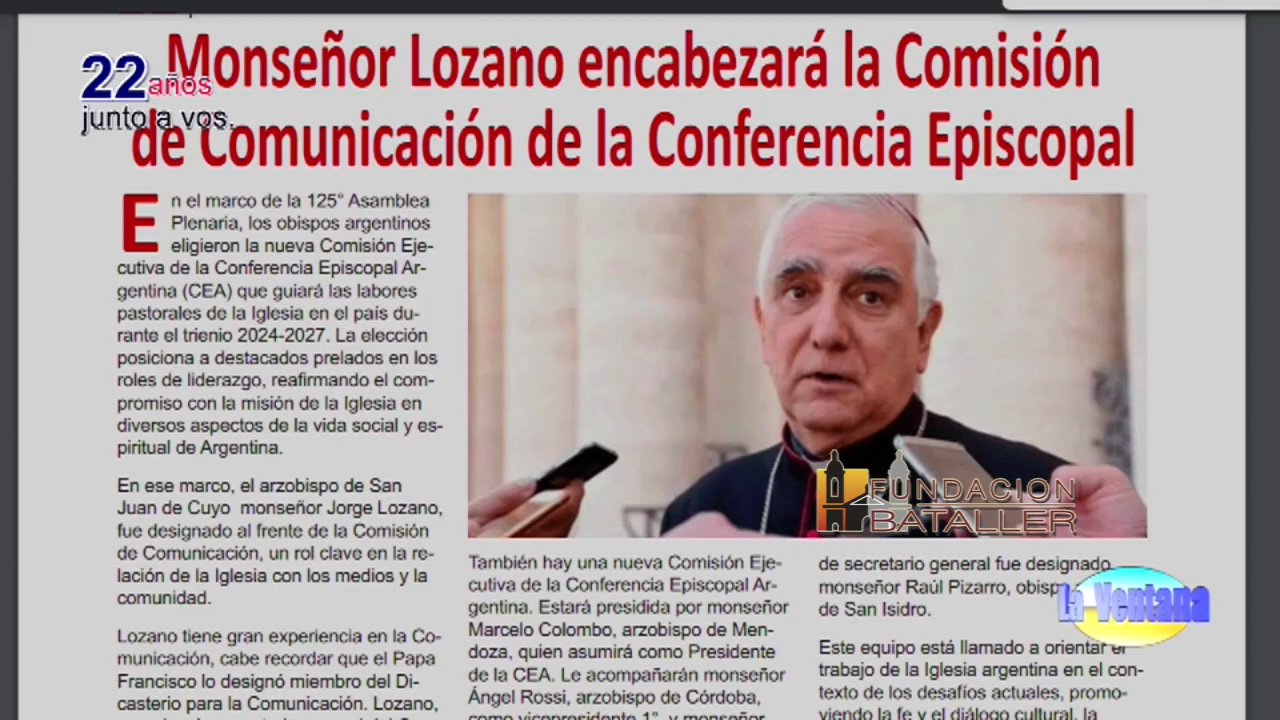 Monseñor Lozano encabezará la Comisión
de Comunicación de la Conferencia Episcopal
22 años
junto a vos.
En el marco de la 125° Asamblea
Plenaria, los obispos argentinos
eligieron la nueva Comisión Eje-
cutiva de la Conferencia Episcopal Ar-
gentina (CEA) que guiará las labores
pastorales de la Iglesia en el país du-
rante el trienio 2024-2027. La elección
posiciona a destacados prelados en los
roles de liderazgo, reafirmando el com-
promiso con la misión de la Iglesia en
diversos aspectos de la vida social y es-
piritual de Argentina.
En ese marco, el arzobispo de San
Juan de Cuyo monseñor Jorge Lozano,
fue designado al frente de la Comisión
de Comunicación, un rol clave en la re-
lación de la Iglesia con los medios y la
comunidad.
Lozano tiene gran experiencia en la Co-
municación, cabe recordar que el Papa
Francisco lo designó miembro del Di-
casterio para la Comunicación. Lozano,
FUNDACION
BATALLER
También hay una nueva Comisión Eje-
cutiva de la Conferencia Episcopal Ar-
gentina. Estará presidida por monseñor
Marcelo Colombo, arzobispo de Men-
doza, quien asumirá como Presidente
de la CEA. Le acompañarán monseñor
Ángel Rossi, arzobispo de Córdoba,
como vicepresidente 1°, y monseñor
de secretario general fue designado
monseñor Raúl Pizarro, obisp
de San Isidro.
Este equipo está llamado a orientar el
trabajo de la Iglesia argentina en el con-
texto de los desafíos actuales, promo-
viendo la fe y el diálogo cultural, la
La Ventana